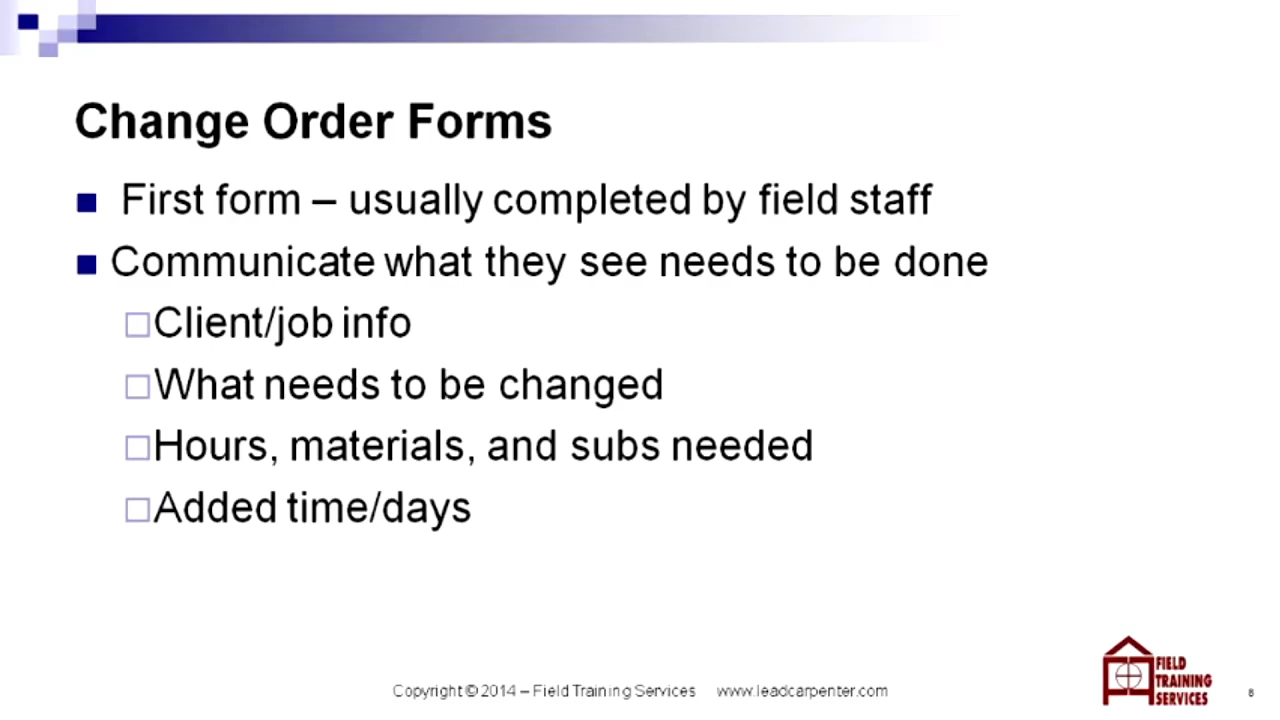 Change Order Forms
First form – usually completed by field staff
Communicate what they see needs to be done
Client/job info
What needs to be changed
Hours, materials, and subs needed
Added time/days
Copyright © 2014 – Field Training Services www.leadcarpenter.com
FIELD
TRAINING
SERVICES
8